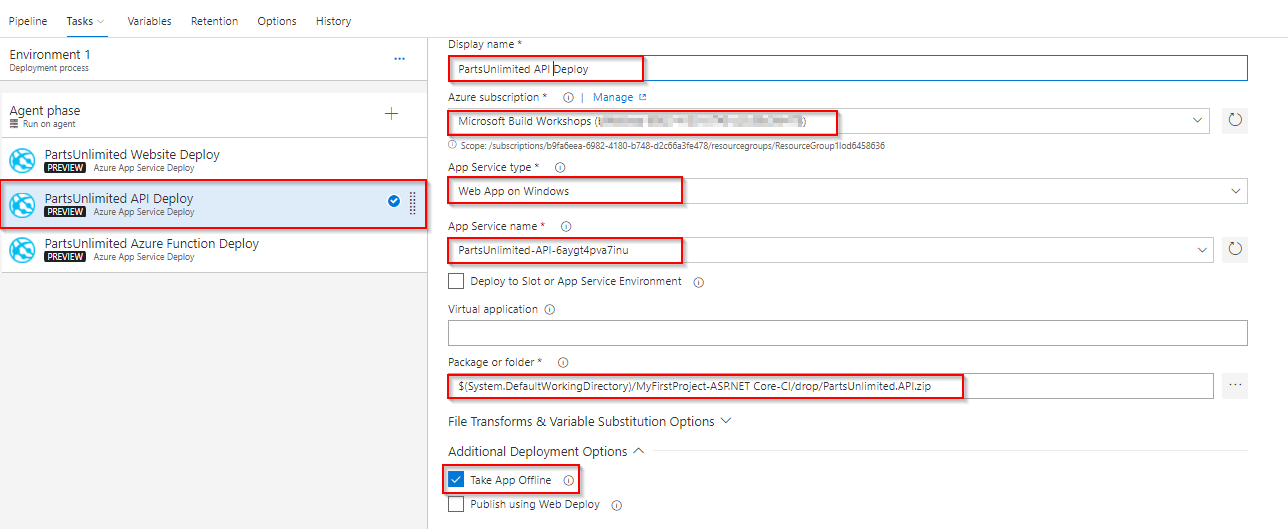 Pipeline Tasks Variables Retention Options History
Environment 1
Deployment process
Agent phase
Run on agent
PartsUnlimited Website Deploy
PREVIEW Azure App Service Deploy
PartsUnlimited API Deploy
PREVIEW Azure App Service Deploy
PartsUnlimited Azure Function Deploy
PREVIEW Azure App Service Deploy
Display name *
PartsUnlimited API Deploy
Azure subscription * | Manage
Microsoft Build Workshops (
Scope: /subscriptions/b9fa6eea-6982-4180-b748-d2c66a3fe478/resourcegroups/ResourceGroup1lod6458636
App Service type *
Web App on Windows
App Service name *
PartsUnlimited-API-6aygt4pva7inu
Deploy to Slot or App Service Environment
Virtual application
Package or folder *
$(System.DefaultWorkingDirectory)/MyFirstProject-ASP.NET Core-CI/drop/PartsUnlimited.API.zip
...
File Transforms & Variable Substitution Options
Additional Deployment Options
Take App Offline
Publish using Web Deploy